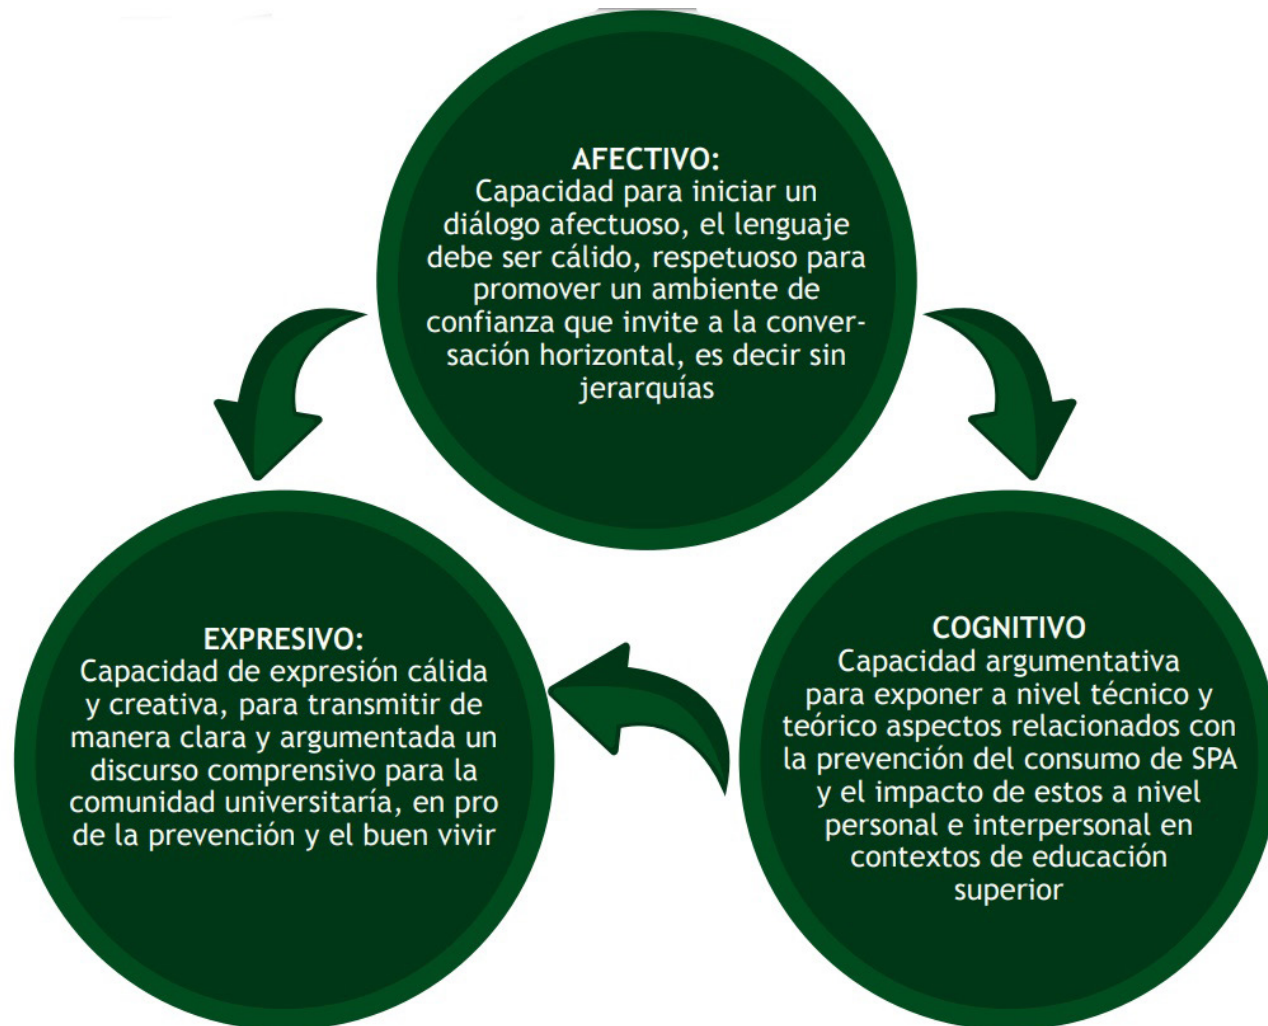 AFECTIVO:
Capacidad para iniciar un
diálogo afectuoso, el lenguaje
debe ser cálido, respetuoso para
promover un ambiente de
confianza que invite a la conver-
sación horizontal, es decir sin
jerarquías
EXPRESIVO:
Capacidad de expresión cálida
y creativa, para transmitir de
manera clara y argumentada un
discurso comprensivo para la
comunidad universitaría, en pro
de la prevención y el buen vivir
COGNITIVO
Capacidad argumentativa
para exponer a nivel técnico y
teórico aspectos relacionados con
la prevención del consumo de SPA
y el impacto de estos a nivel
personal e interpersonal en
contextos de educación
superior